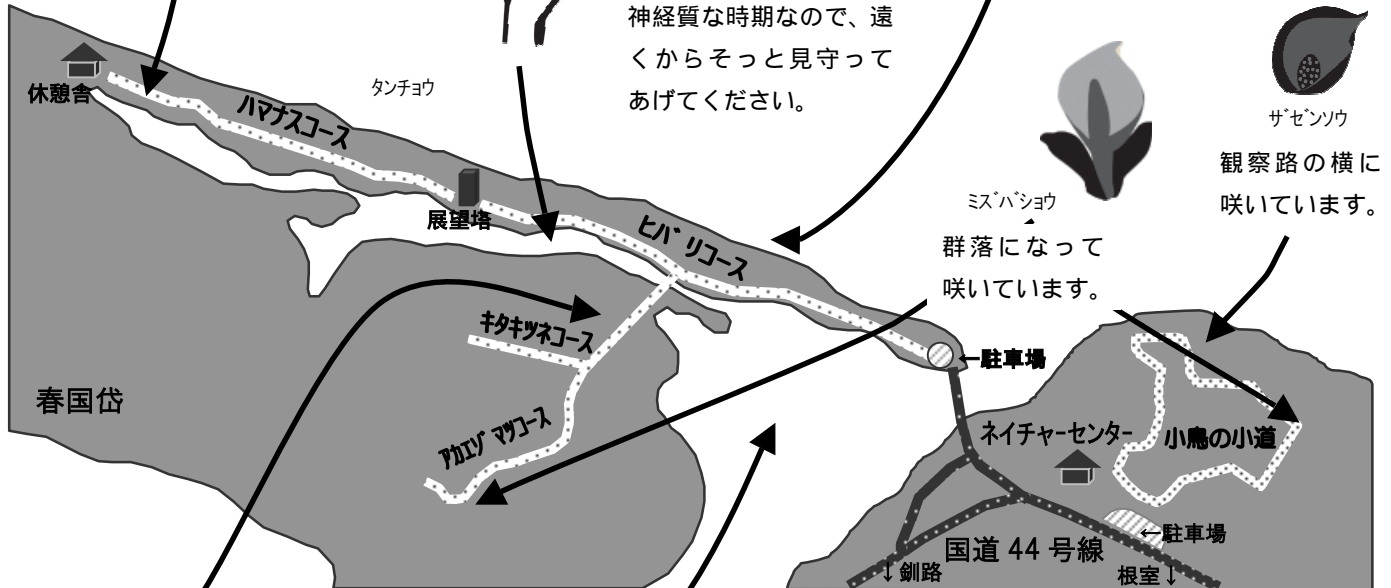 神経質な時期なので、遠
くからそっと見守って
あげてください。
タンチョウ
休憩舎
ハマナスコース
展望塔
ヒバリコース
ザゼンソウ
観察路の横に
咲いています。
ミズバショウ
群落になって
咲いています。
キタキツネコース
←駐車場
春国岱
アカエゾマツコース
ネイチャーセンター
小鳥の小道
←駐車場
国道 44 号線
↓釧路
根室↓